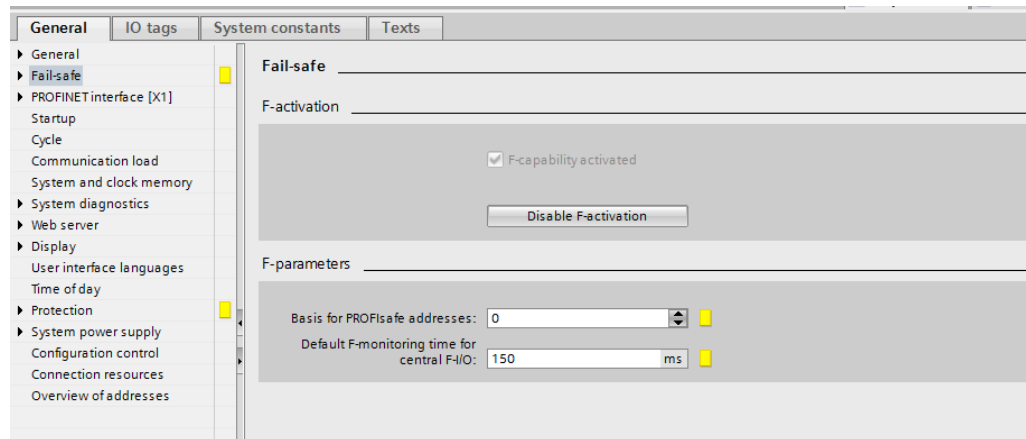 General IO tags System constants Texts
General
Fail-safe
PROFINET interface [X1]
Startup
Cycle
Communication load
System and clock memory
System diagnostics
Web server
Display
User interface languages
Time of day
Protection
System power supply
Configuration control
Connection resources
Overview of addresses
Fail-safe
F-activation
F-capability activated
Disable F-activation
F-parameters
Basis for PROFIsafe addresses: 0
Default F-monitoring time for
central F-I/O: 150 ms